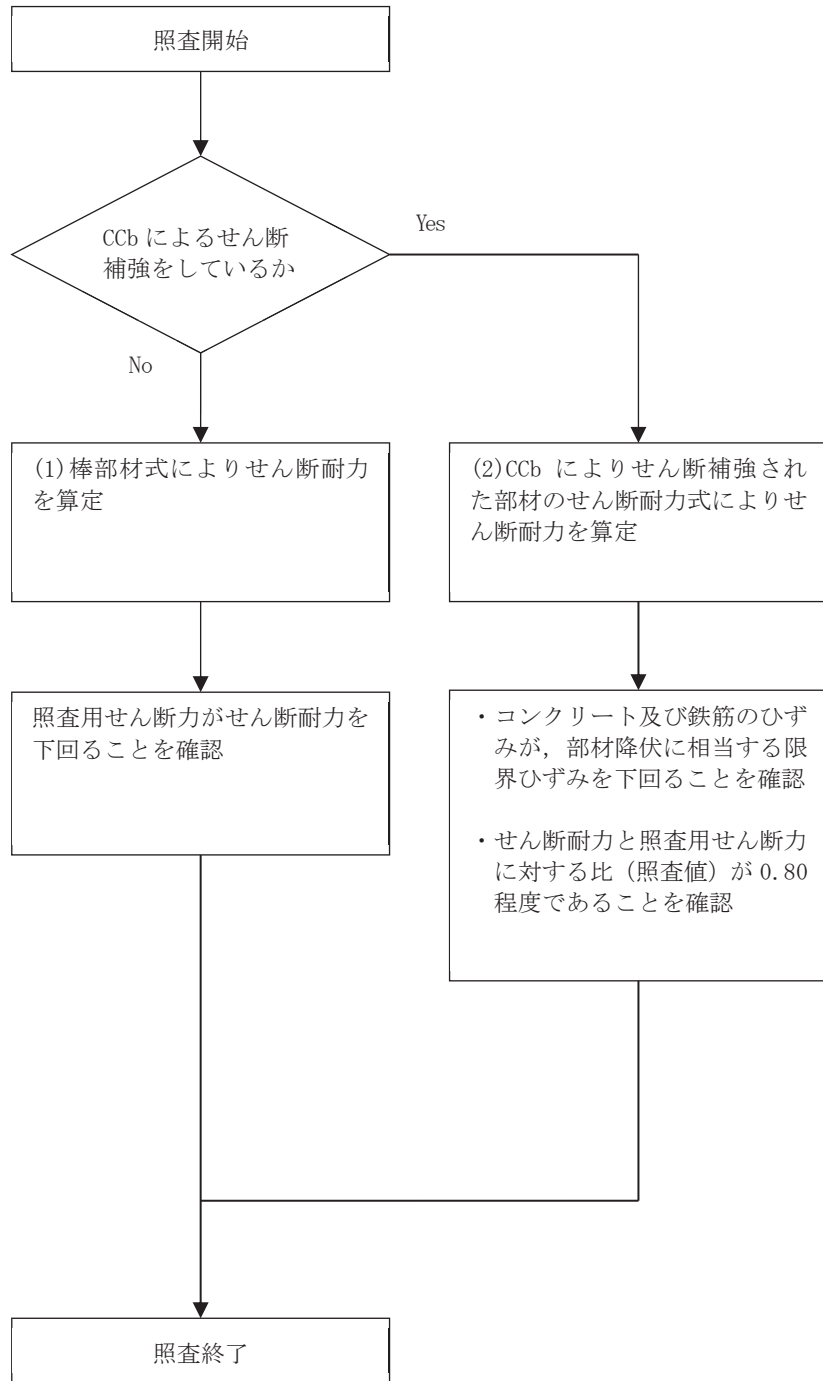 照査開始
CCb によるせん断
補強をしているか
Yes
No
(1)棒部材式によりせん断耐力
を算定
(2)CCb によりせん断補強され
た部材のせん断耐力式によりせ
ん断耐力を算定
照査用せん断力がせん断耐力を
下回ることを確認
・コンクリート及び鉄筋のひず
みが，部材降伏に相当する限
界ひずみを下回ることを確認
・せん断耐力と照査用せん断力
に対する比（照査値）が 0.80
程度であることを確認
照査終了